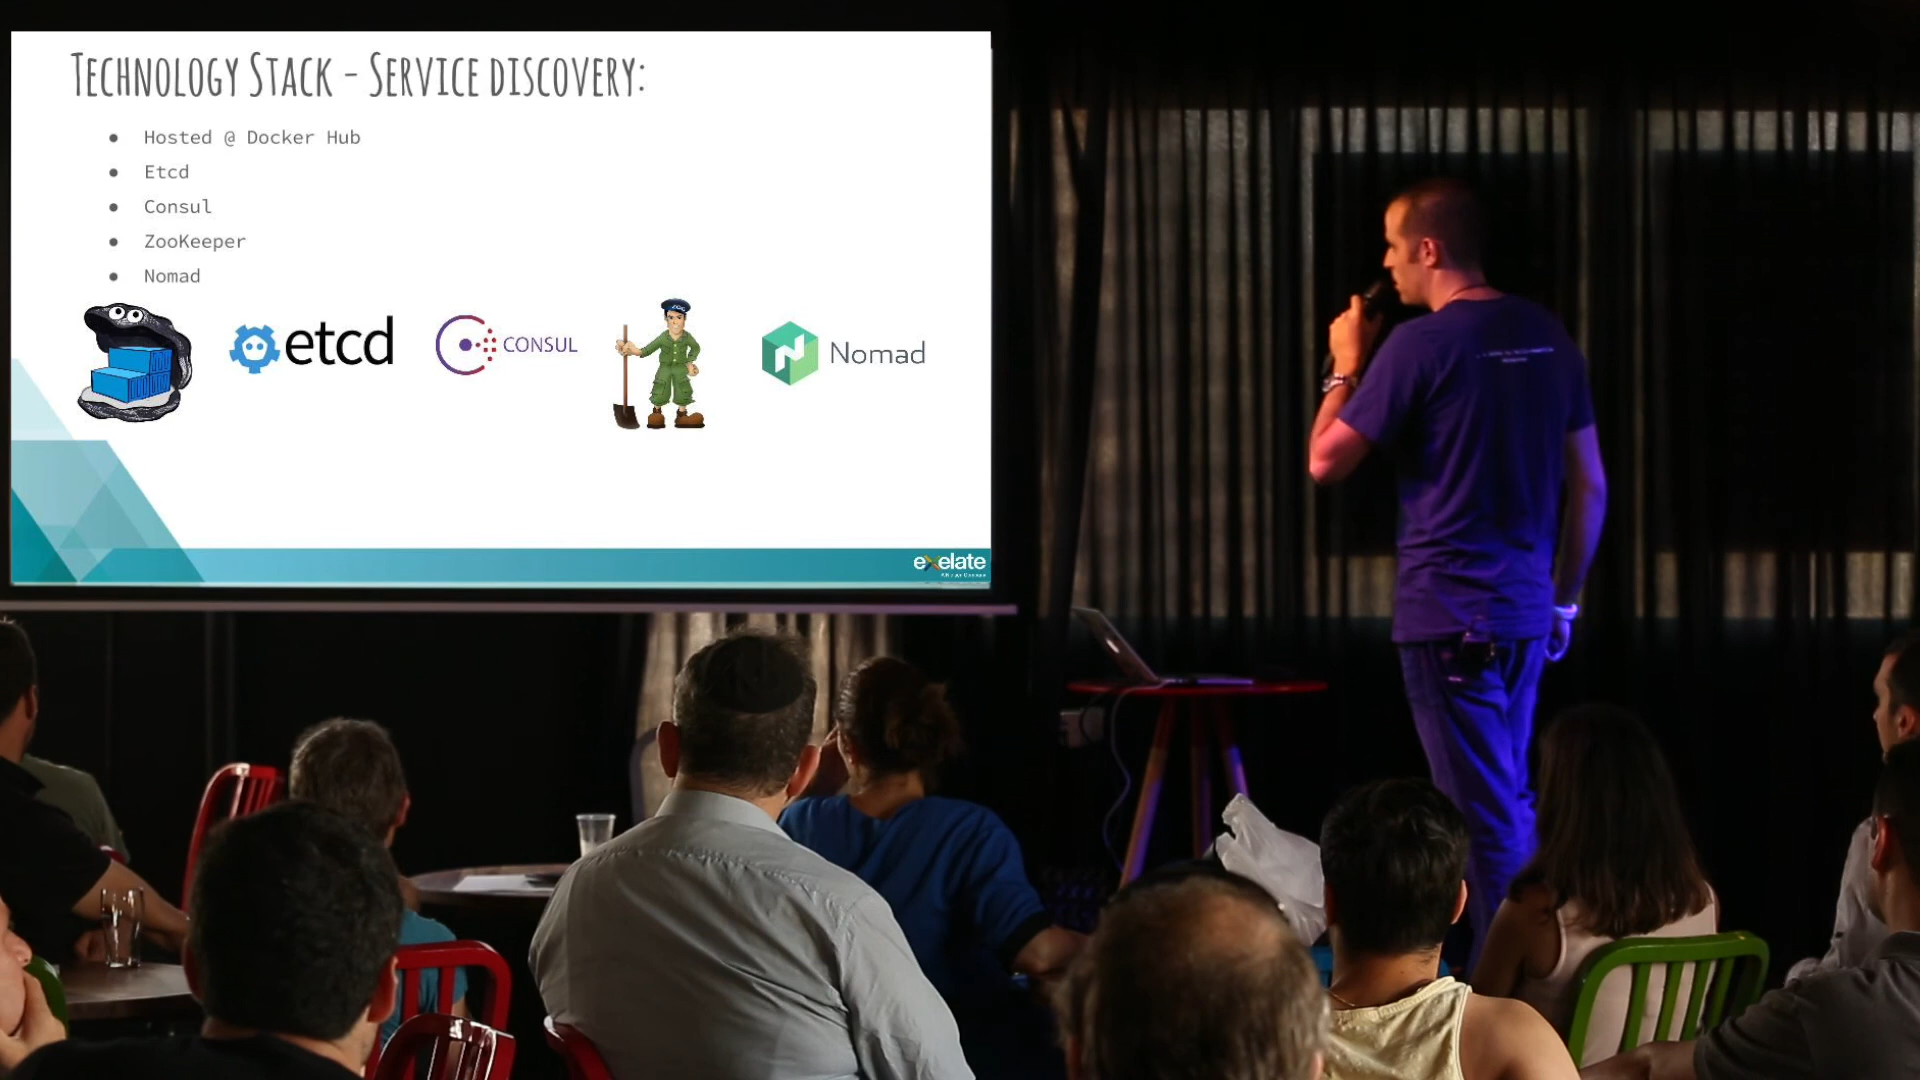 Technology Stack - Service discovery:
● Hosted @ Docker Hub
● Etcd
● Consul
● ZooKeeper
● Nomad
etcd
CONSUL
Nomad
exelate